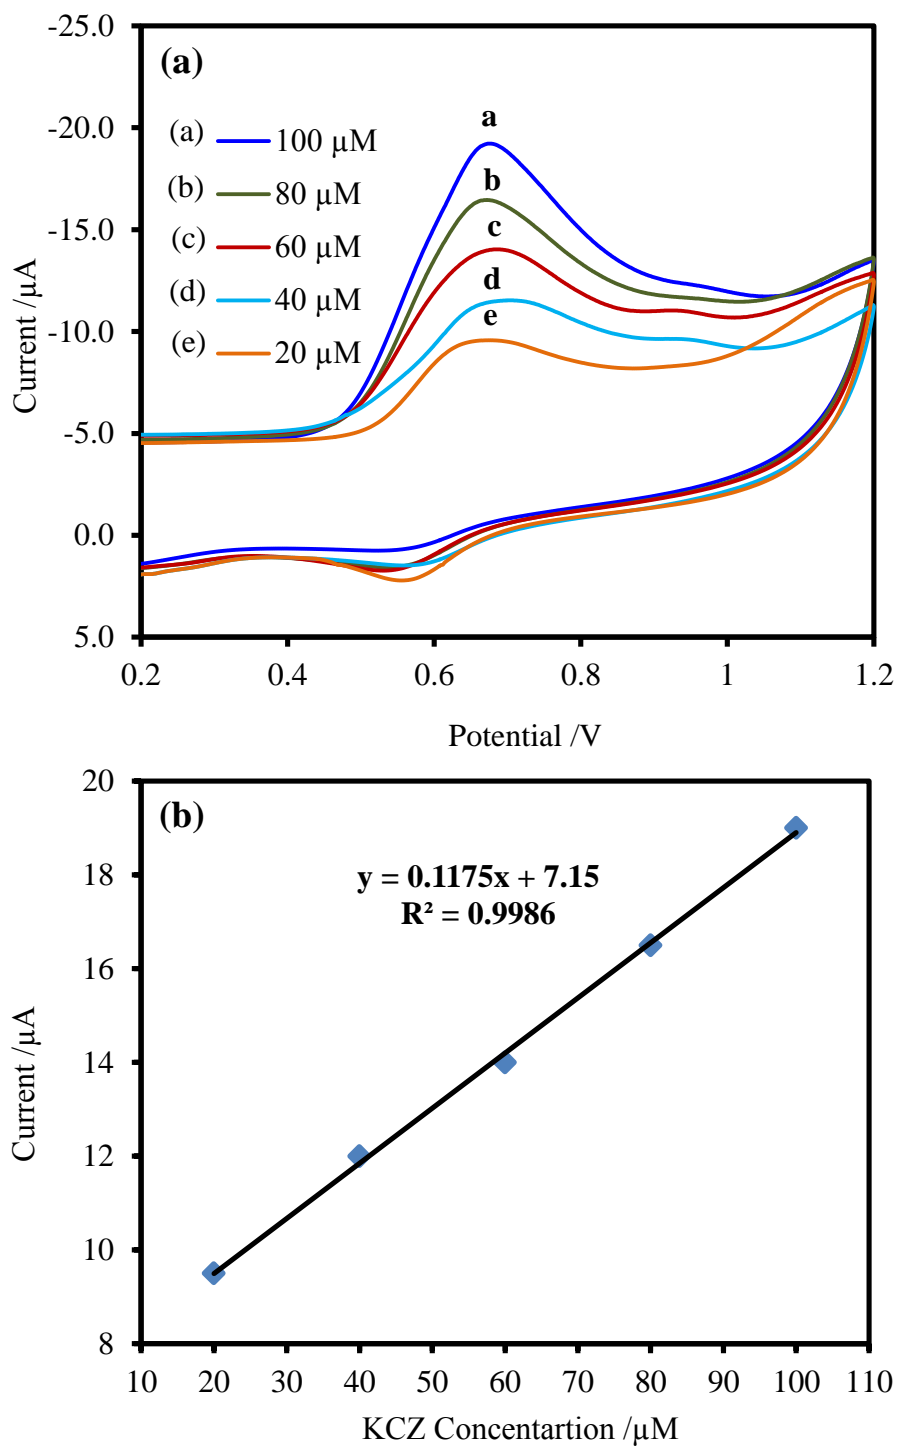 (a)
-25.0
-20.0
-15.0
-10.0
-5.0
0.0
5.0
Current /µA
(a) 100 µM
(b) 80 µM
(c) 60 µM
(d) 40 µM
(e) 20 µM
a
b
c
d
e
0.2 0.4 0.6 0.8 1 1.2
Potential /V
(b)
20
18
16
14
12
10
8
Current /µA
y = 0.1175x + 7.15
R² = 0.9986
10 20 30 40 50 60 70 80 90 100 110
KCZ Concentartion /µM